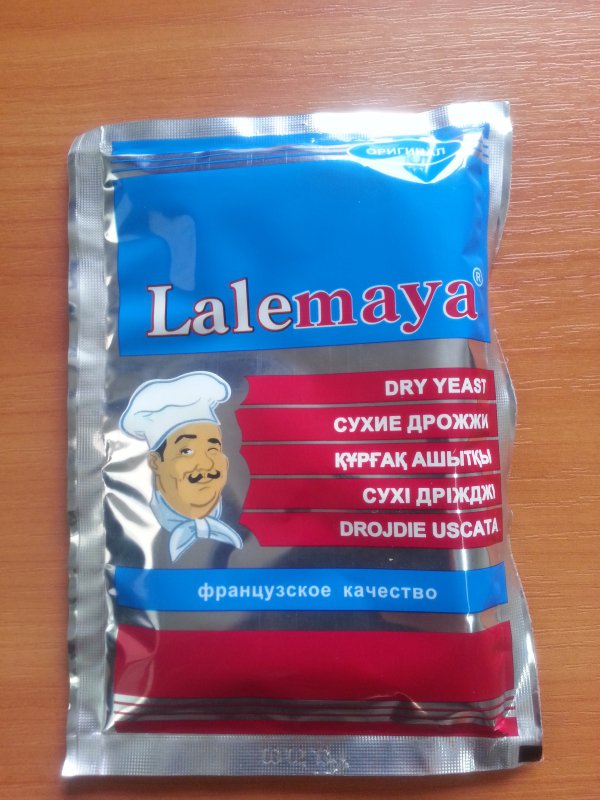 ОРИГИНАЛ
Lalemaya®
DRY YEAST
СУХИЕ ДРОЖЖИ
ҚҰРҒАҚ АШЫТҚЫ
СУХІ ДРІЖДЖІ
DROJDIE USCATA
французское качество